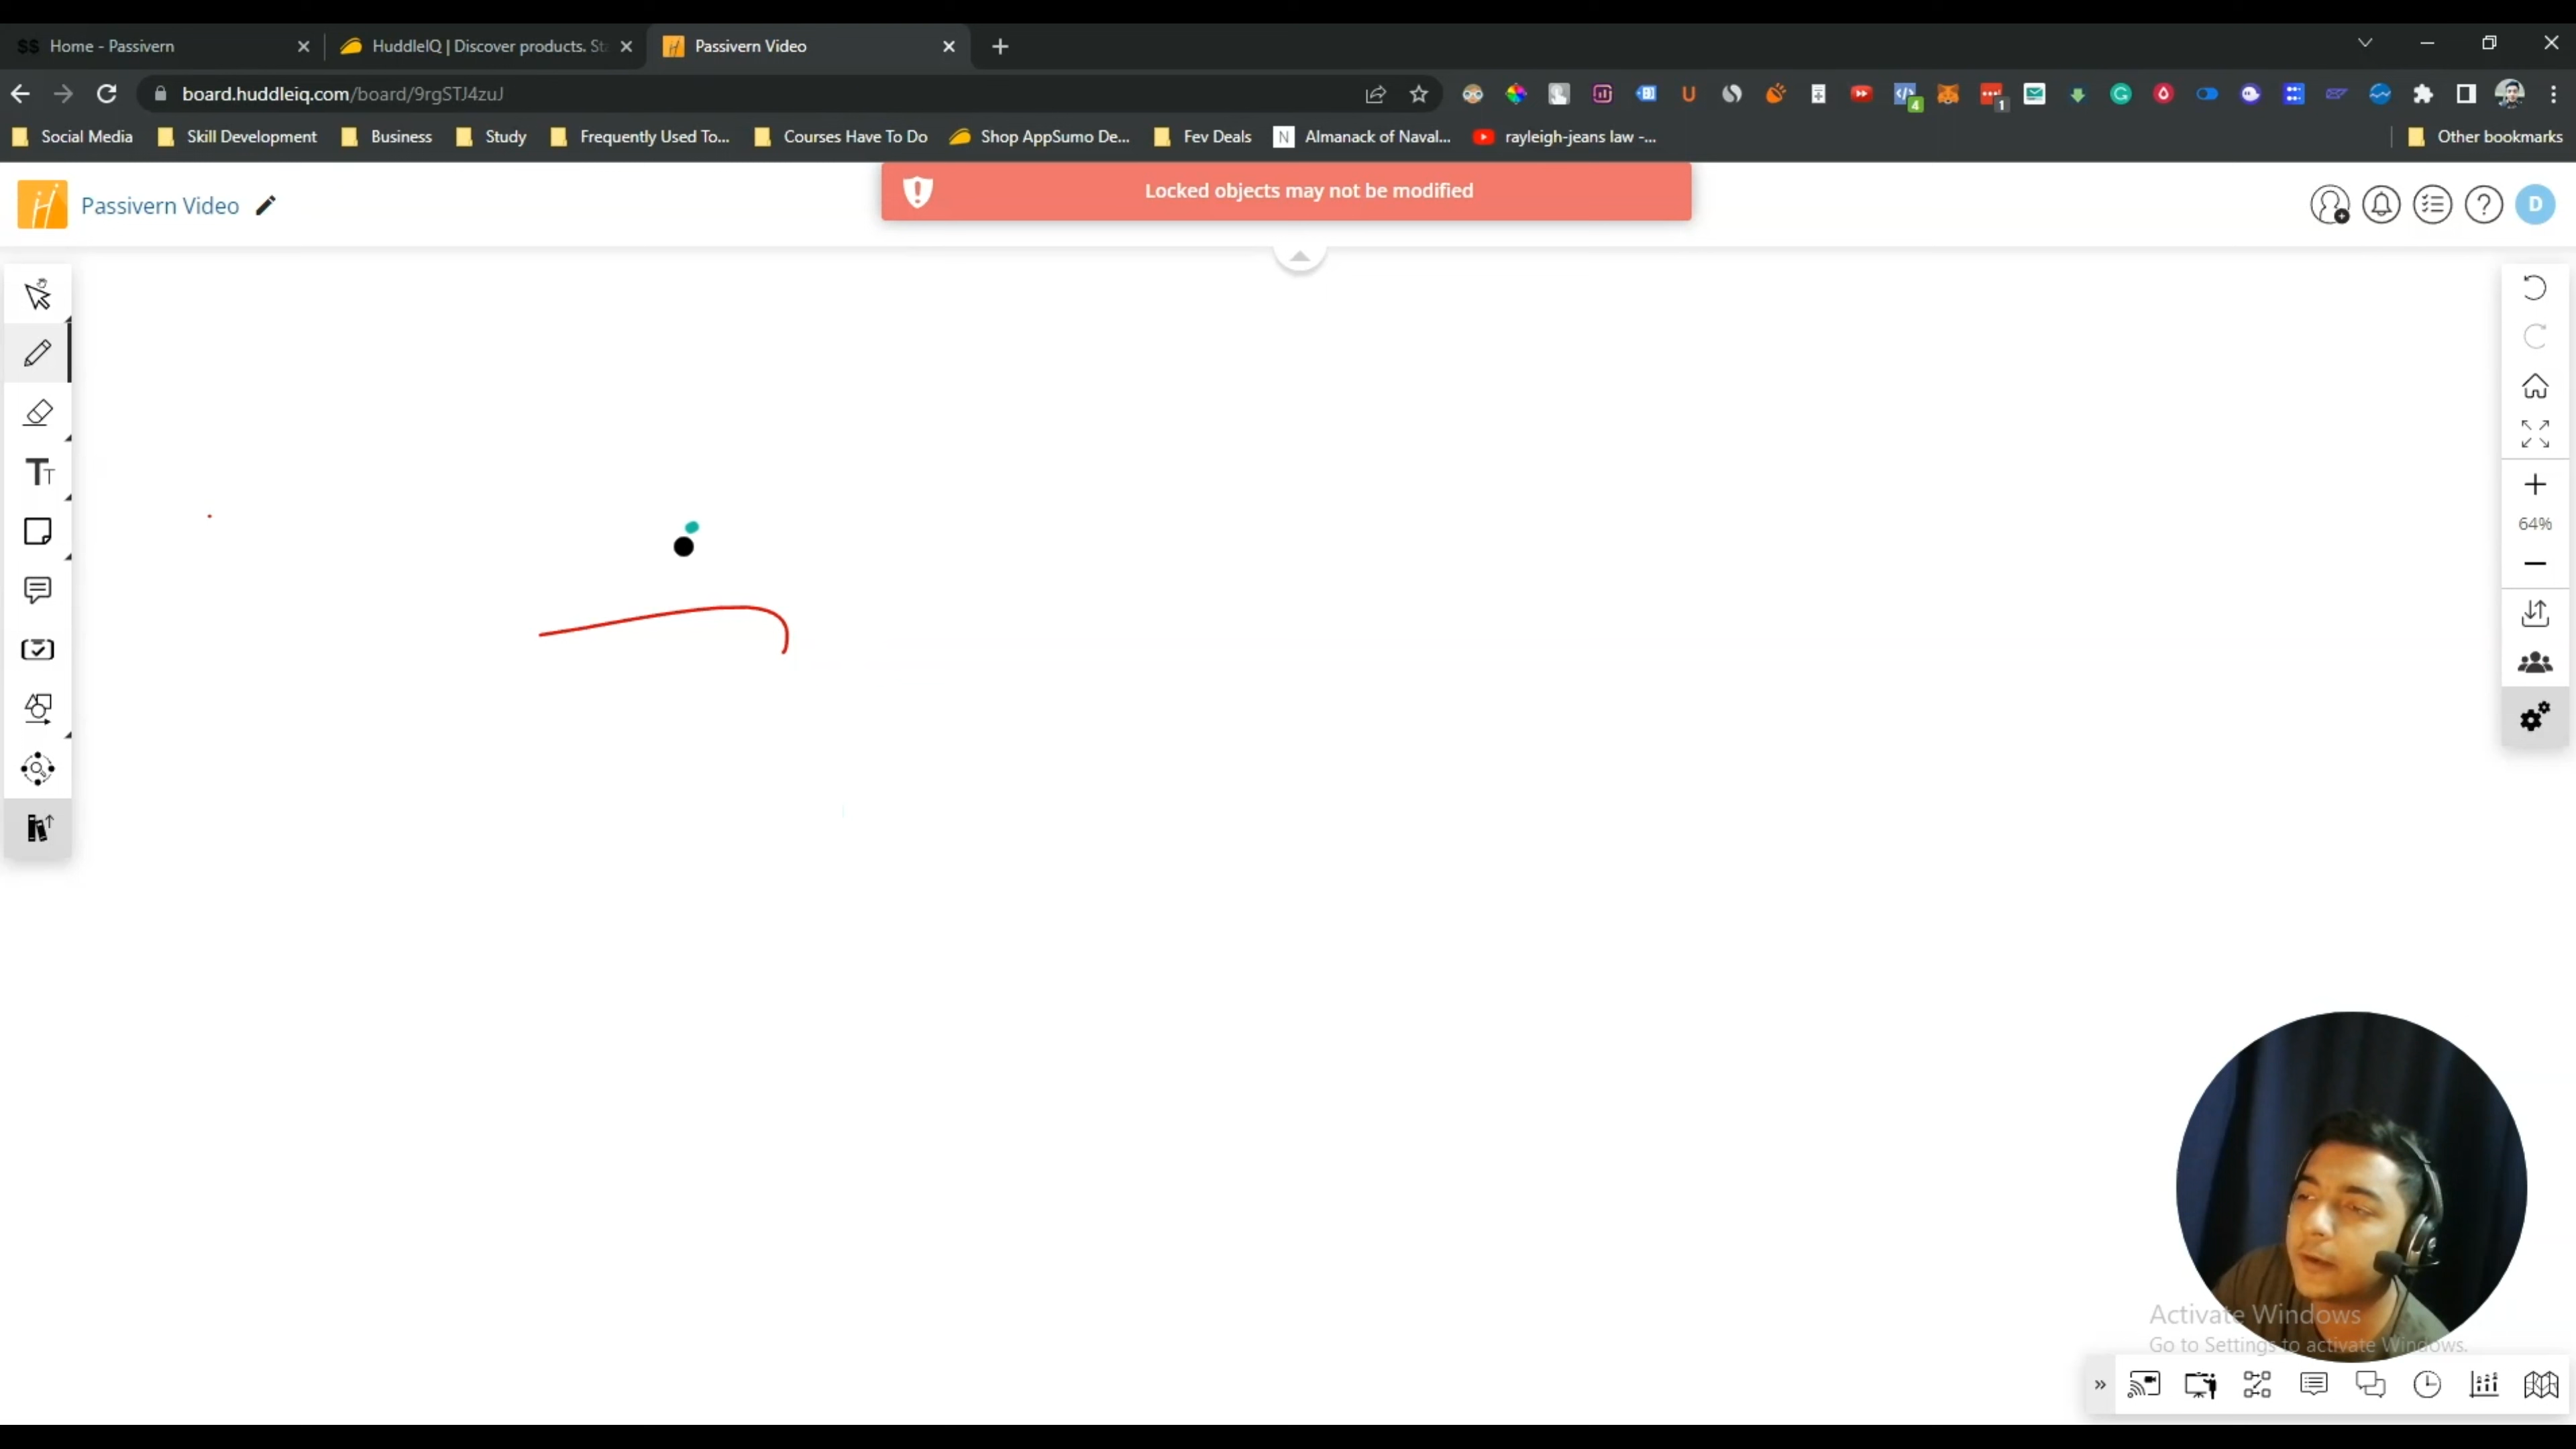 $$ Home - Passivern
HuddleIQ | Discover products. St
Passivern Video
board.huddleiq.com/board/9rgSTJ4zuJ
Social Media
Skill Development
Business
Study
Frequently Used To...
Courses Have To Do
Shop AppSumo De...
Fev Deals
N Almanack of Naval...
rayleigh-jeans law -...
Other bookmarks
Passivern Video
Locked objects may not be modified
D
TT
64%
Activate Windows
Go to Settings to activate Windows.